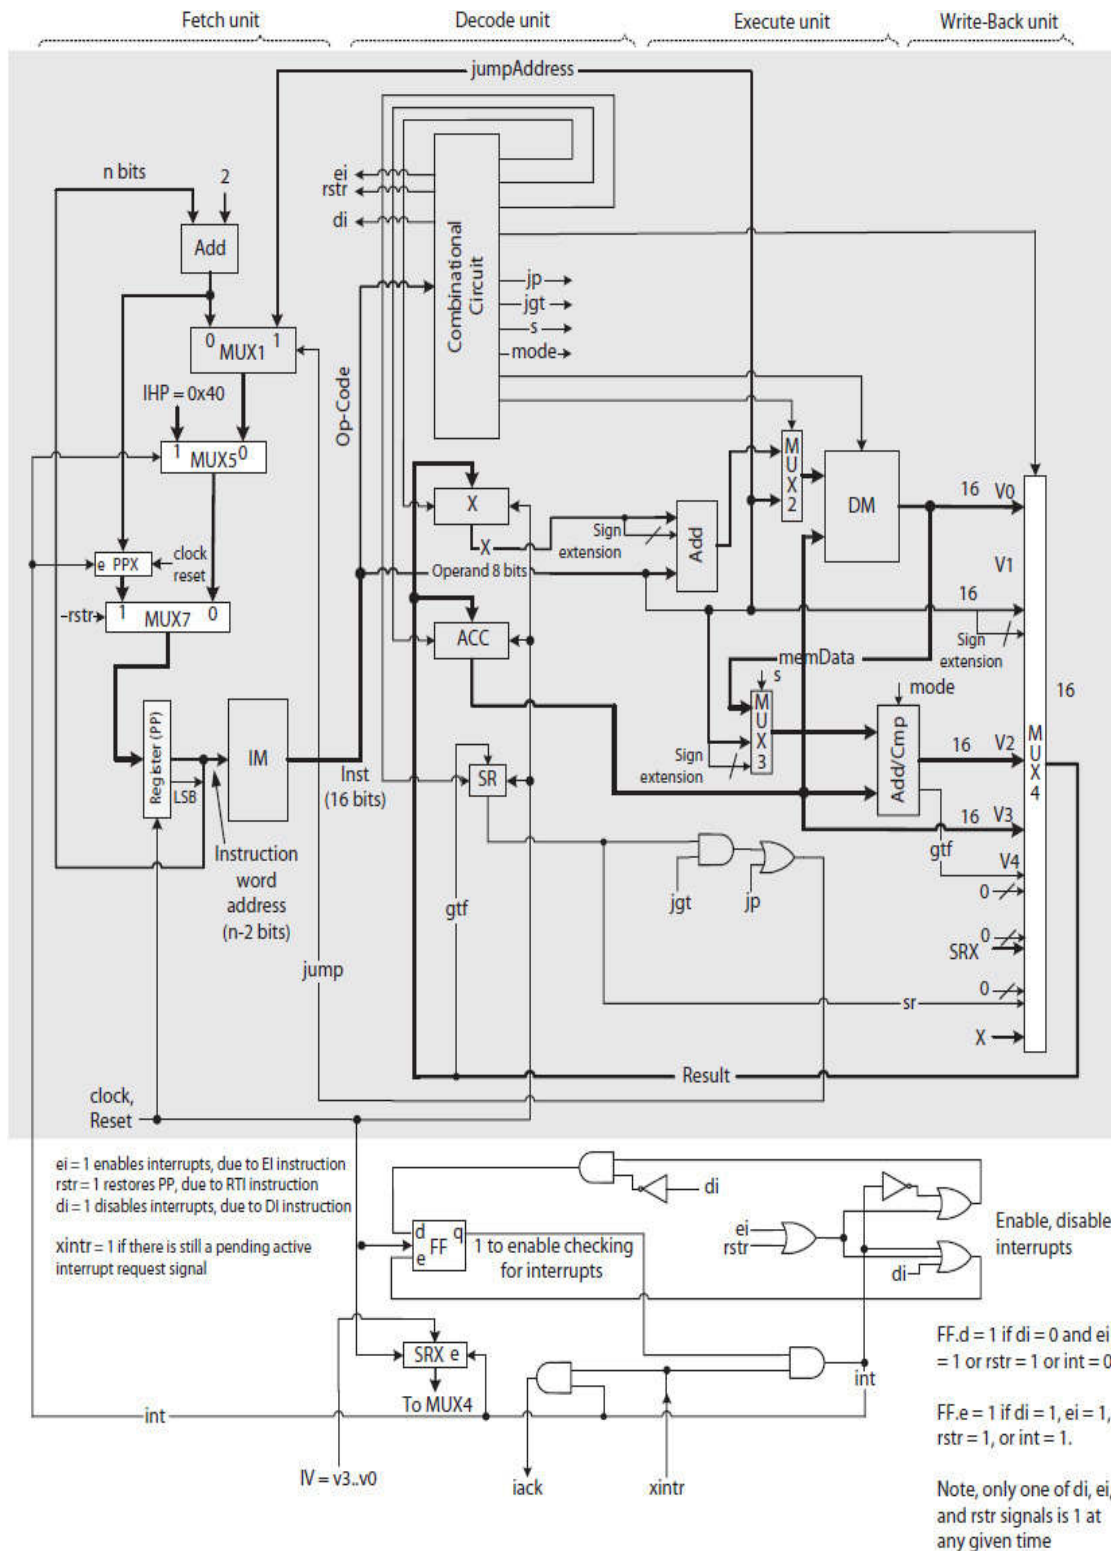 Fetch unit
Decode unit
Execute unit
Write-Back unit
jumpAddress
n bits
2
Add
0 1
MUX1
IHP = 0x40
1 0
MUX5
e PPX
clock
reset
1 0
–rstr
MUX7
Register (PP)
LSB
IM
Inst
(16 bits)
Instruction
word
address
(n-2 bits)
jump
clock,
Reset
ei
rstr
di
Combinational
Circuit
jp
jgt
s
mode
Op-Code
X
X
Sign
extension
Operand 8 bits
Add
ACC
SR
gtf
MUX2
DM
memData
s
MUX3
Sign
extension
mode
Add/Cmp
jgt
jp
16 V0
V1
16
Sign
extension
16
16 V2
16 V3
gtf
V4
0
0
SRX
0
sr
X
MUX4
Result
ei = 1 enables interrupts, due to EI instruction
rstr = 1 restores PP, due to RTI instruction
di = 1 disables interrupts, due to DI instruction
xintr = 1 if there is still a pending active
interrupt request signal
di
d q
FF
e
1 to enable checking
for interrupts
ei
rstr
di
Enable, disable
interrupts
SRX e
To MUX4
int
int
IV = v3..v0
iack
xintr
FF.d = 1 if di = 0 and ei
= 1 or rstr = 1 or int = 0
FF.e = 1 if di = 1, ei = 1,
rstr = 1, or int = 1.
Note, only one of di, ei,
and rstr signals is 1 at
any given time